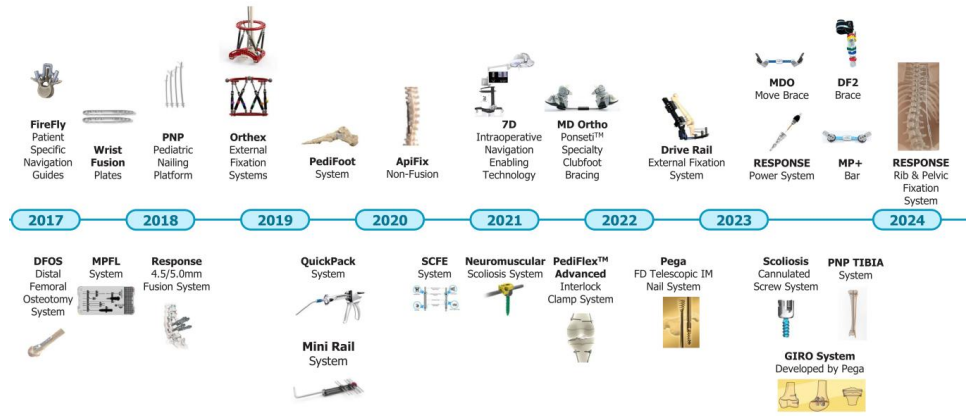 FireFly
Patient
Specific
Navigation
Guides
Wrist
Fusion
Plates
PNP
Pediatric
Nailing
Platform
Orthex
External
Fixation
Systems
PediFoot
System
ApiFix
Non-Fusion
7D
Intraoperative
Navigation
Enabling
Technology
MD Ortho
Ponseti™
Specialty
Clubfoot
Bracing
Drive Rail
External Fixation
System
MDO
Move Brace
RESPONSE
Power System
DF2
Brace
MP+
Bar
RESPONSE
Rib & Pelvic
Fixation
System
2017
2018
2019
2020
2021
2022
2023
2024
DFOS
Distal
Femoral
Osteotomy
System
MPFL
System
Response
4.5/5.0mm
Fusion System
QuickPack
System
Mini Rail
System
SCFE
System
Neuromuscular
Scoliosis System
PediFlex™
Advanced
Interlock
Clamp System
Pega
FD Telescopic IM
Nail System
Scoliosis
Cannulated
Screw System
PNP TIBIA
System
GIRO System
Developed by Pega